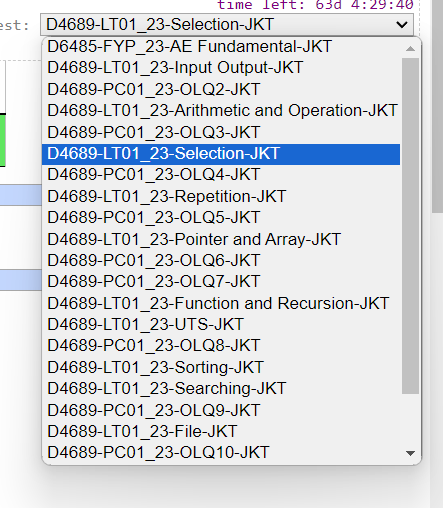 time left: 63d 4:29:40
est: D4689-LT01_23-Selection-JKT
D6485-FYP_23-AE Fundamental-JKT
D4689-LT01_23-Input Output-JKT
D4689-PC01_23-OLQ2-JKT
D4689-LT01_23-Arithmetic and Operation-JKT
D4689-PC01_23-OLQ3-JKT
D4689-LT01_23-Selection-JKT
D4689-PC01_23-OLQ4-JKT
D4689-LT01_23-Repetition-JKT
D4689-PC01_23-OLQ5-JKT
D4689-LT01_23-Pointer and Array-JKT
D4689-PC01_23-OLQ6-JKT
D4689-PC01_23-OLQ7-JKT
D4689-LT01_23-Function and Recursion-JKT
D4689-LT01_23-UTS-JKT
D4689-PC01_23-OLQ8-JKT
D4689-LT01_23-Sorting-JKT
D4689-LT01_23-Searching-JKT
D4689-PC01_23-OLQ9-JKT
D4689-LT01_23-File-JKT
D4689-PC01_23-OLQ10-JKT